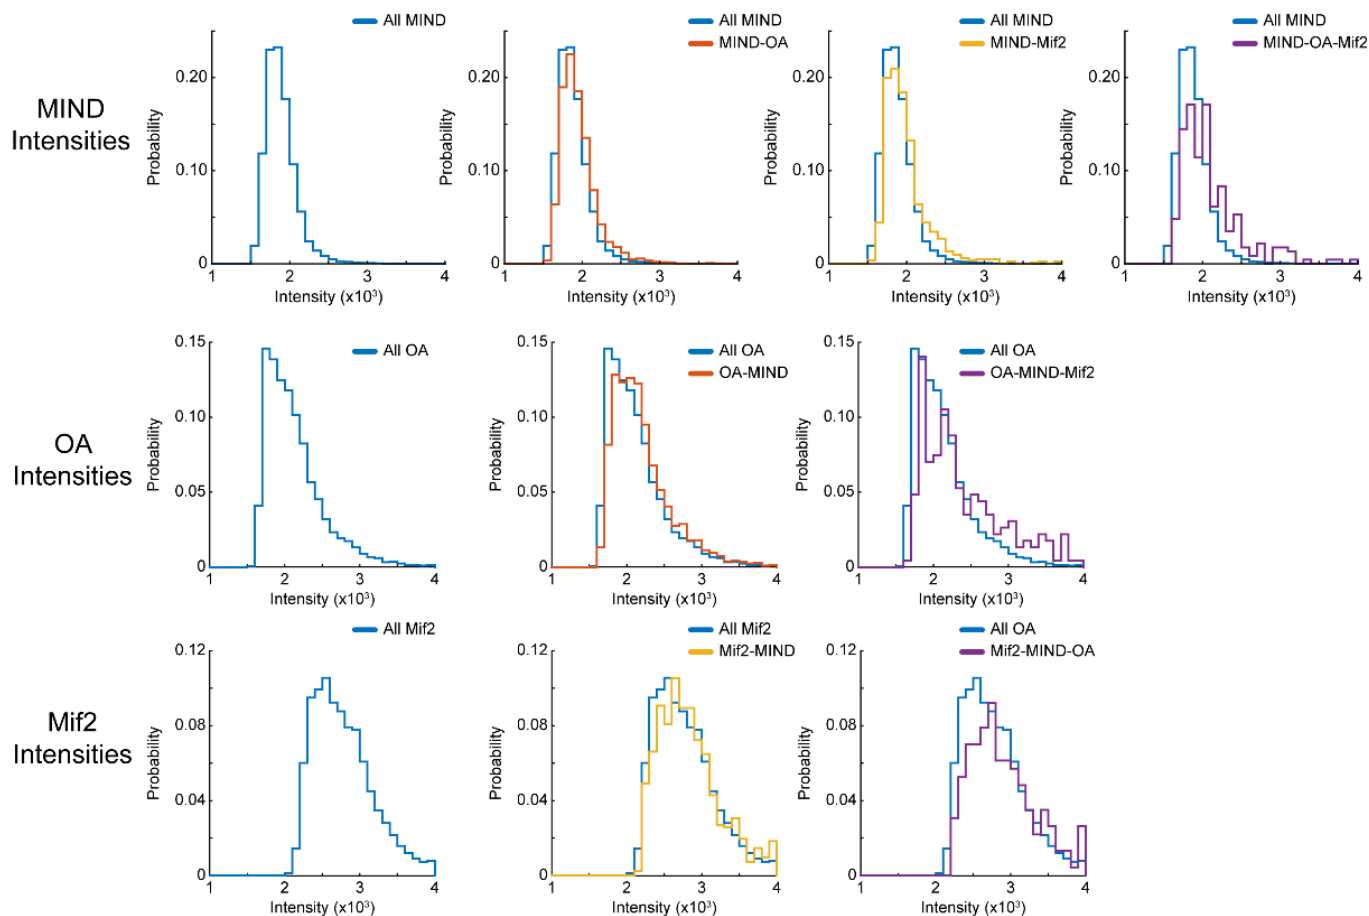 MIND
Intensities
All MIND
Probability
0.20
0.10
0
1
2
3
4
Intensity (x10³)
All MIND
MIND-OA
Probability
0.20
0.10
0
1
2
3
4
Intensity (x10³)
All MIND
MIND-Mif2
Probability
0.20
0.10
0
1
2
3
4
Intensity (x10³)
All MIND
MIND-OA-Mif2
Probability
0.20
0.10
0
1
2
3
4
Intensity (x10³)
OA
Intensities
All OA
Probability
0.15
0.10
0.05
0
1
2
3
4
Intensity (x10³)
All OA
OA-MIND
Probability
0.15
0.10
0.05
0
1
2
3
4
Intensity (x10³)
All OA
OA-MIND-Mif2
Probability
0.15
0.10
0.05
0
1
2
3
4
Intensity (x10³)
Mif2
Intensities
All Mif2
Probability
0.12
0.08
0.04
0
1
2
3
4
Intensity (x10³)
All Mif2
Mif2-MIND
Probability
0.12
0.08
0.04
0
1
2
3
4
Intensity (x10³)
All OA
Mif2-MIND-OA
Probability
0.12
0.08
0.04
0
1
2
3
4
Intensity (x10³)